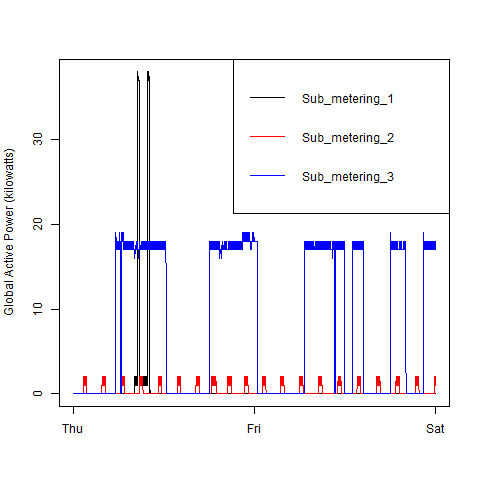 Sub_metering_1
Sub_metering_2
Sub_metering_3
Global Active Power (kilowatts)
30
20
10
0
Thu Fri Sat